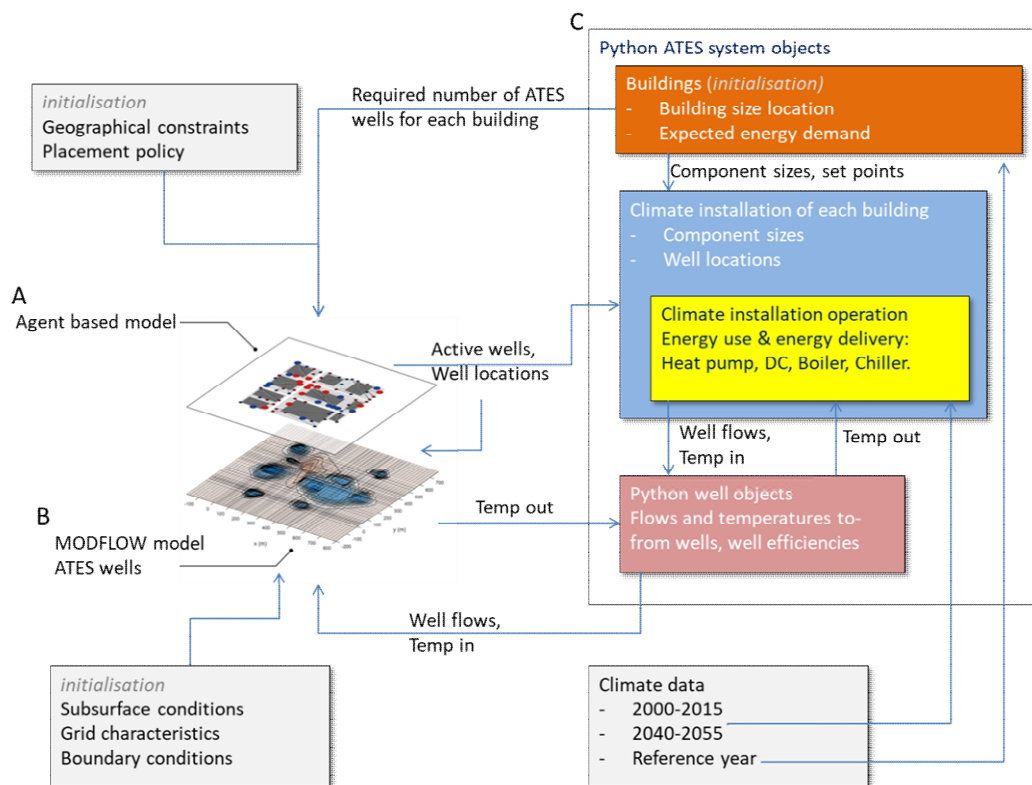 C
Python ATES system objects
initialisation
Geographical constraints
Placement policy
Required number of ATES
wells for each building
Buildings (initialisation)
- Building size location
- Expected energy demand
Component sizes, set points
Climate installation of each building
- Component sizes
- Well locations
A
Agent based model
Active wells,
Well locations
Climate installation operation
Energy use & energy delivery:
Heat pump, DC, Boiler, Chiller.
Well flows,
Temp in
Temp out
B
MODFLOW model
ATES wells
x (m)
y (m)
Temp out
Python well objects
Flows and temperatures to-
from wells, well efficiencies
Well flows,
Temp in
initialisation
Subsurface conditions
Grid characteristics
Boundary conditions
Climate data
- 2000-2015
- 2040-2055
- Reference year